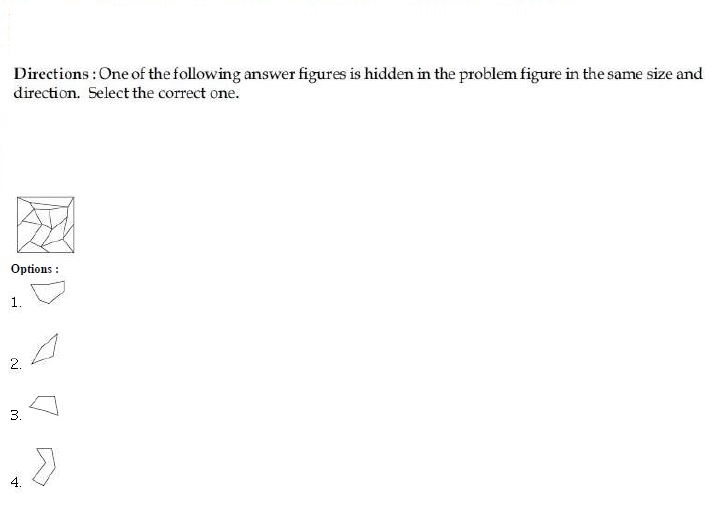 Directions : One of the following answer figures is hidden in the problem figure in the same size and
direction. Select the correct one.
Options :
1.
2.
3.
4.